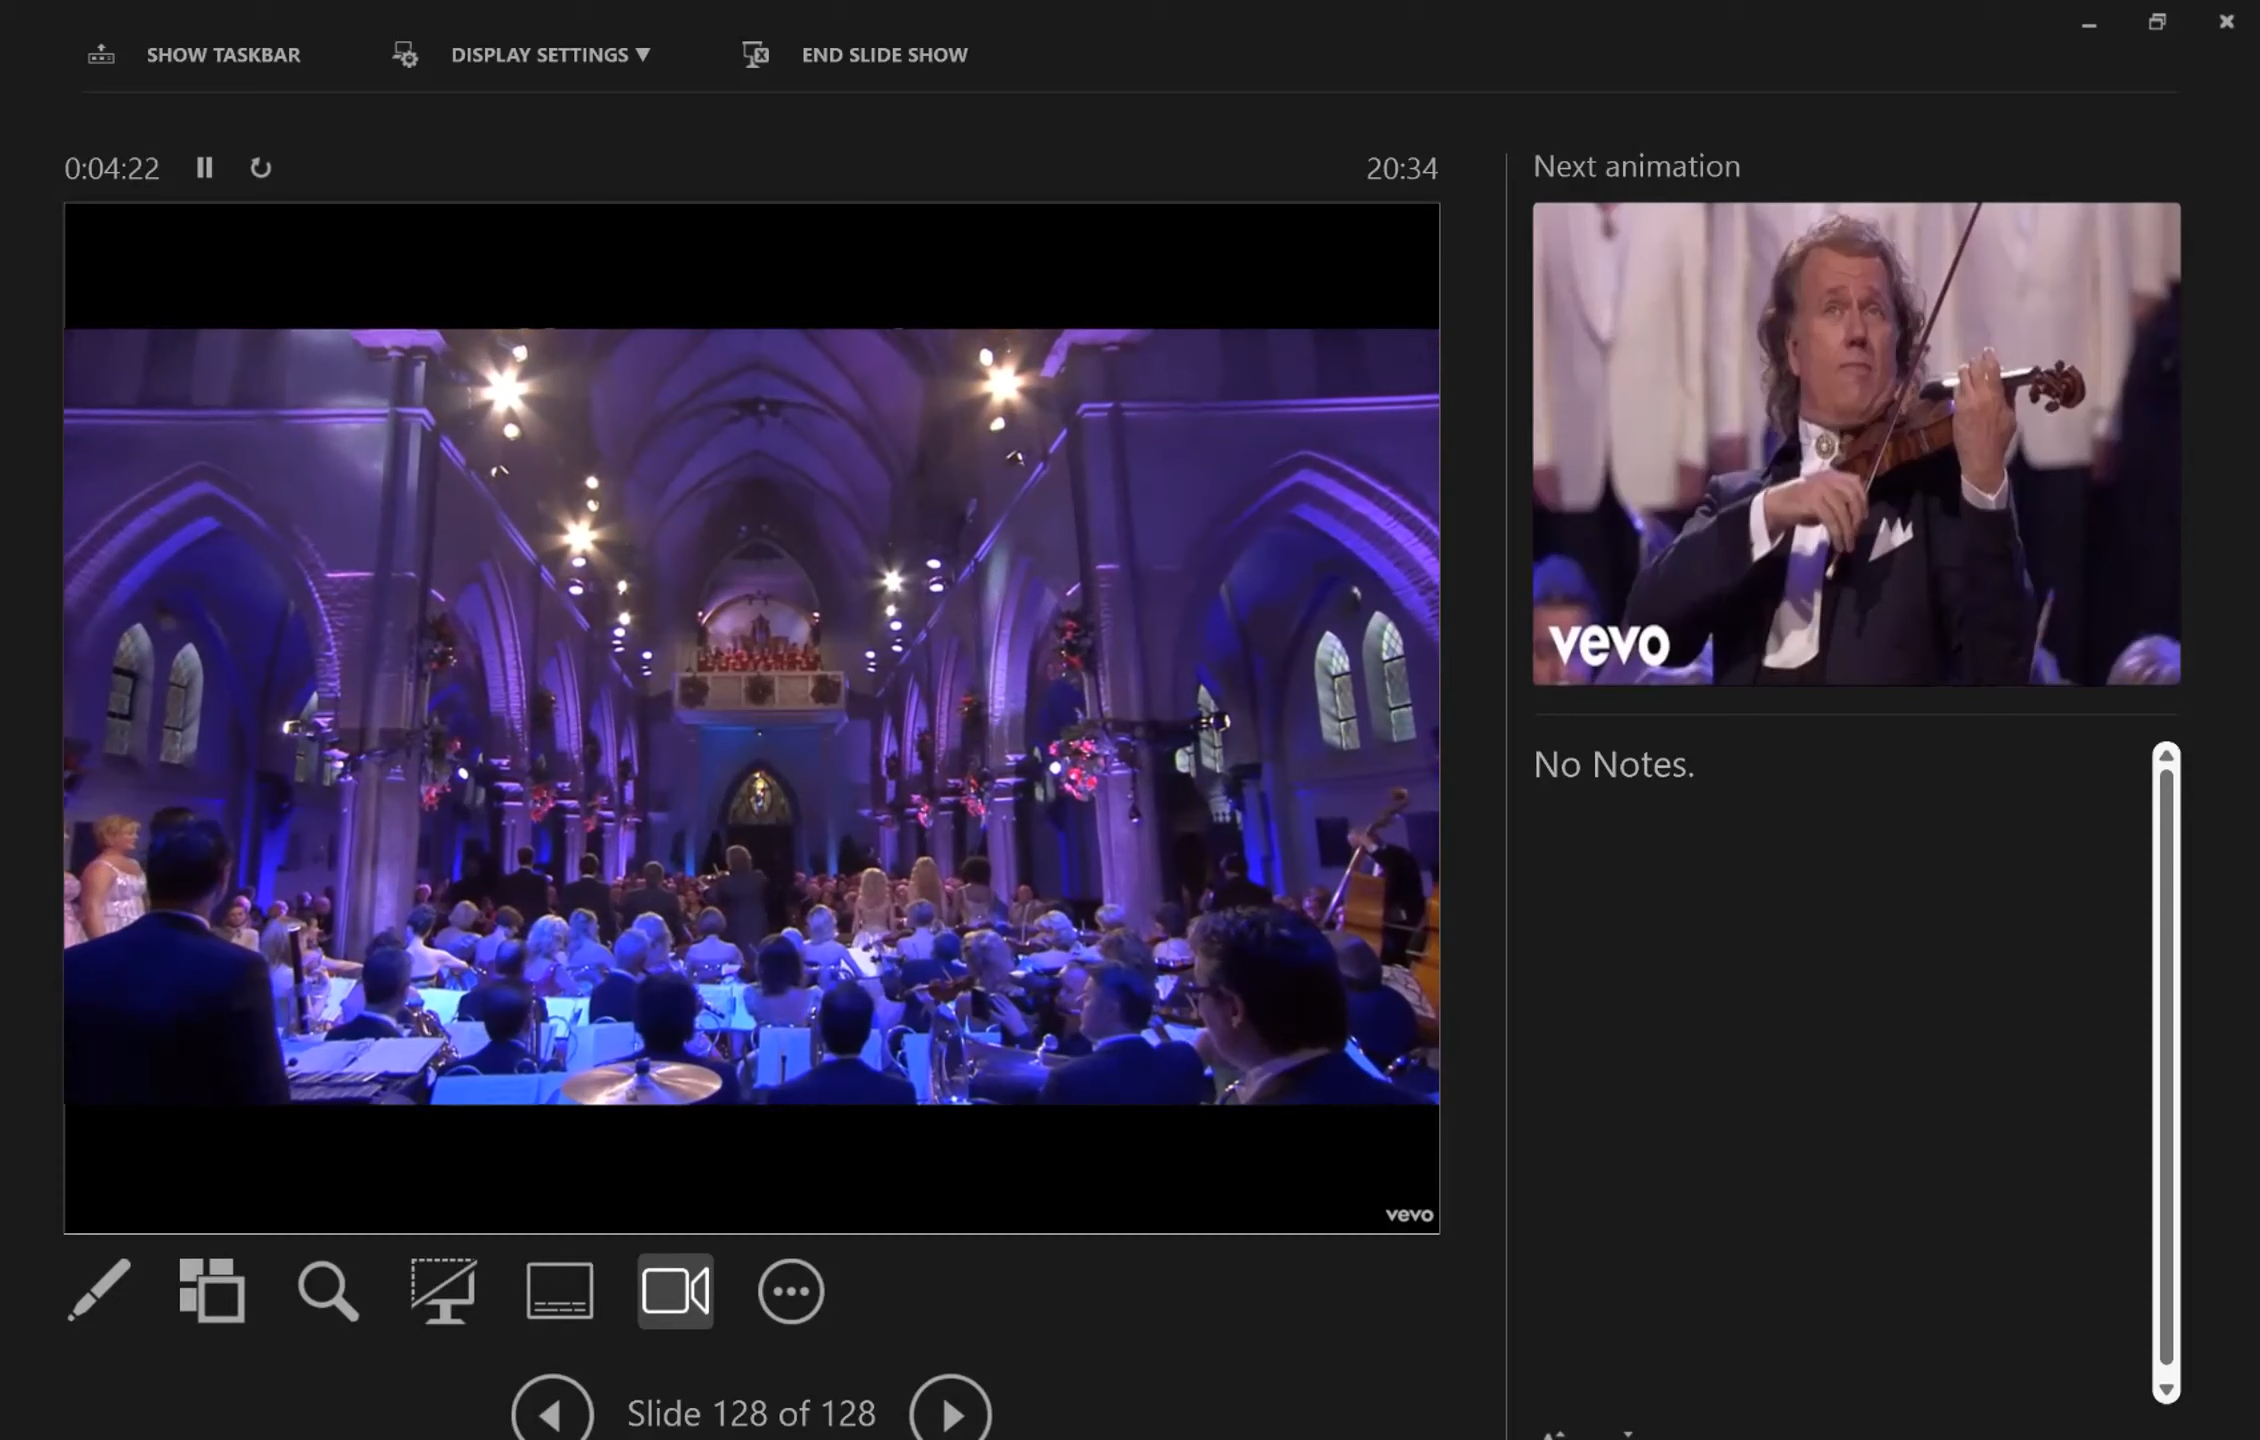 SHOW TASKBAR
DISPLAY SETTINGS ▼
END SLIDE SHOW
0:04:22
20:34
Next animation
vevo
No Notes.
vevo
Slide 128 of 128